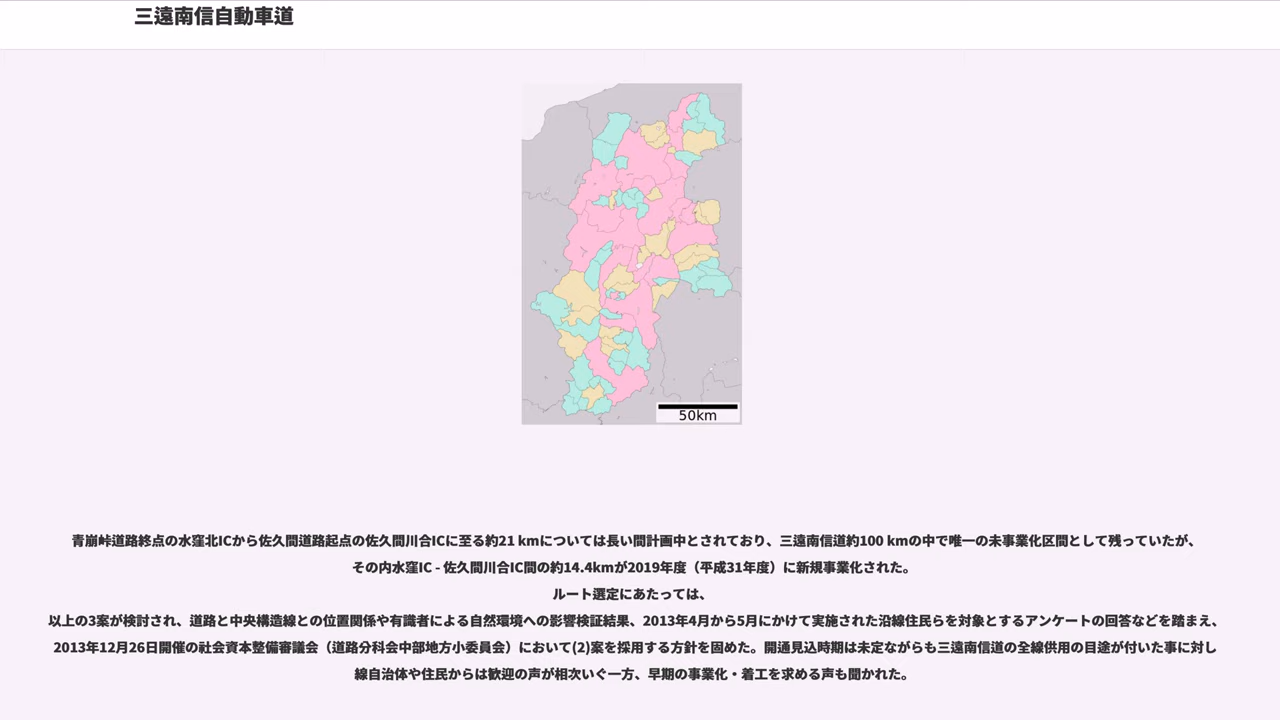 三遠南信自動車道
50km
青崩峠道路終点の水窪北ICから佐久間道路起点の佐久間川合ICに至る約21 kmについては長い間計画中とされており、三遠南信道約100 kmの中で唯一の未事業化区間として残っていたが、
その内水窪IC - 佐久間川合IC間の約14.4kmが2019年度（平成31年度）に新規事業化された。
ルート選定にあたっては、
以上の3案が検討され、道路と中央構造線との位置関係や有識者による自然環境への影響検証結果、2013年4月から5月にかけて実施された沿線住民らを対象とするアンケートの回答などを踏まえ、
2013年12月26日開催の社会資本整備審議会（道路分科会中部地方小委員会）において(2)案を採用する方針を固めた。開通見込時期は未定ながらも三遠南信道の全線供用の目途が付いた事に対し
線自治体や住民からは歓迎の声が相次いぐ一方、早期の事業化・着工を求める声も聞かれた。